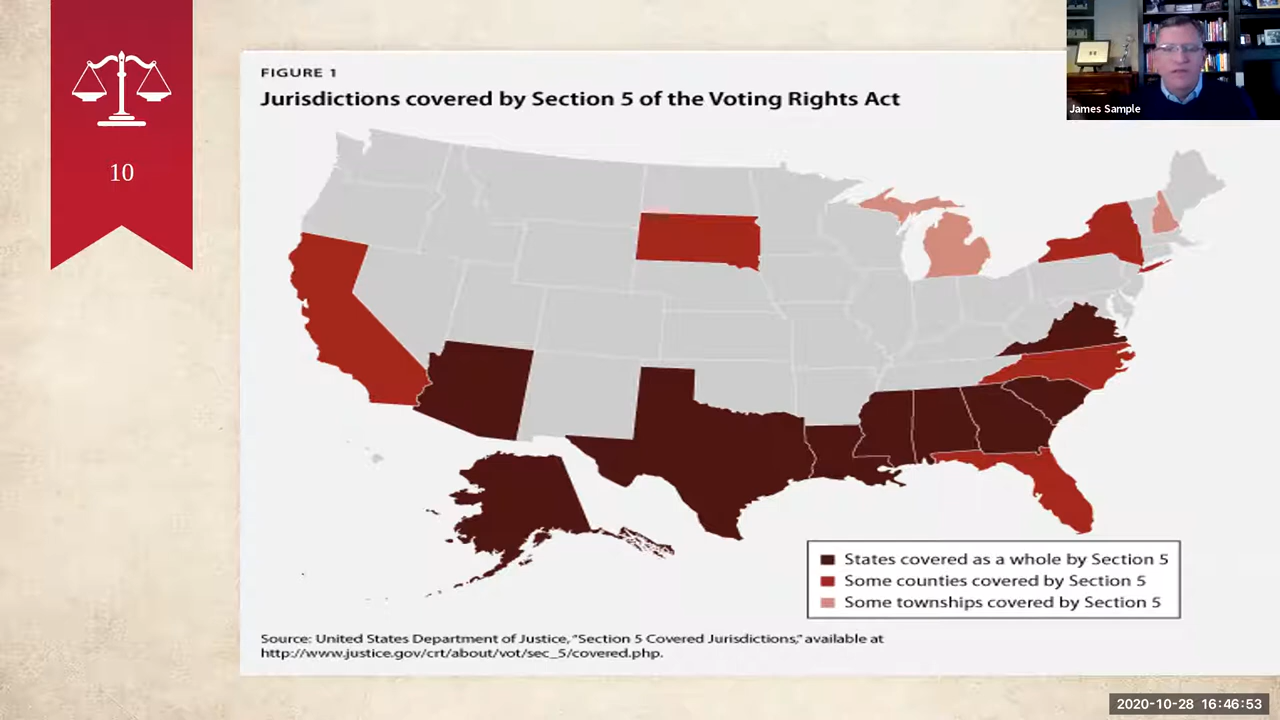 10
FIGURE 1
Jurisdictions covered by Section 5 of the Voting Rights Act
James Sample
States covered as a whole by Section 5
Some counties covered by Section 5
Some townships covered by Section 5
Source: United States Department of Justice, “Section 5 Covered Jurisdictions,” available at
http://www.justice.gov/crt/about/vot/sec_5/covered.php.
2020-10-28 16:46:53